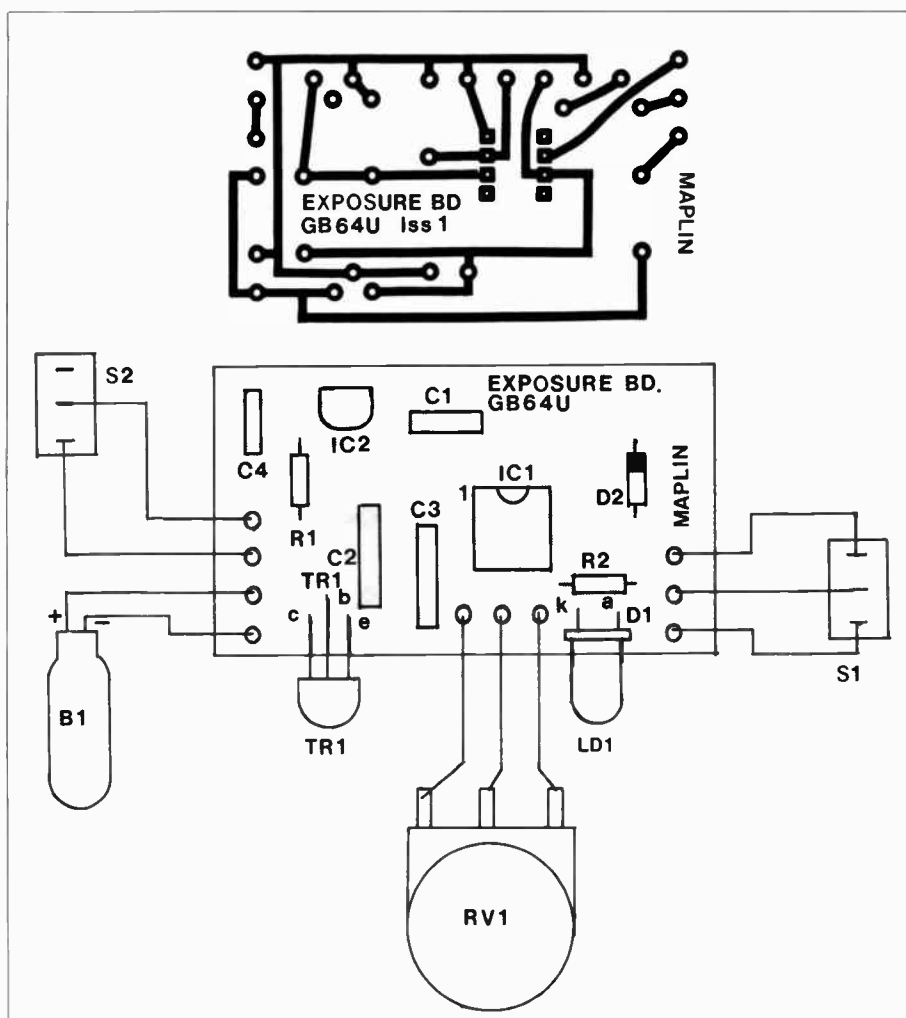 EXPOSURE BD
GB64U Iss 1
MAPLIN
S2
EXPOSURE BD.
GB64U
C1
IC2
C4
IC1
1
D2
MAPLIN
R1
C3
C2
TR1
R2
c
b
e
k
a
D1
+
–
B1
TR1
LD1
S1
RV1